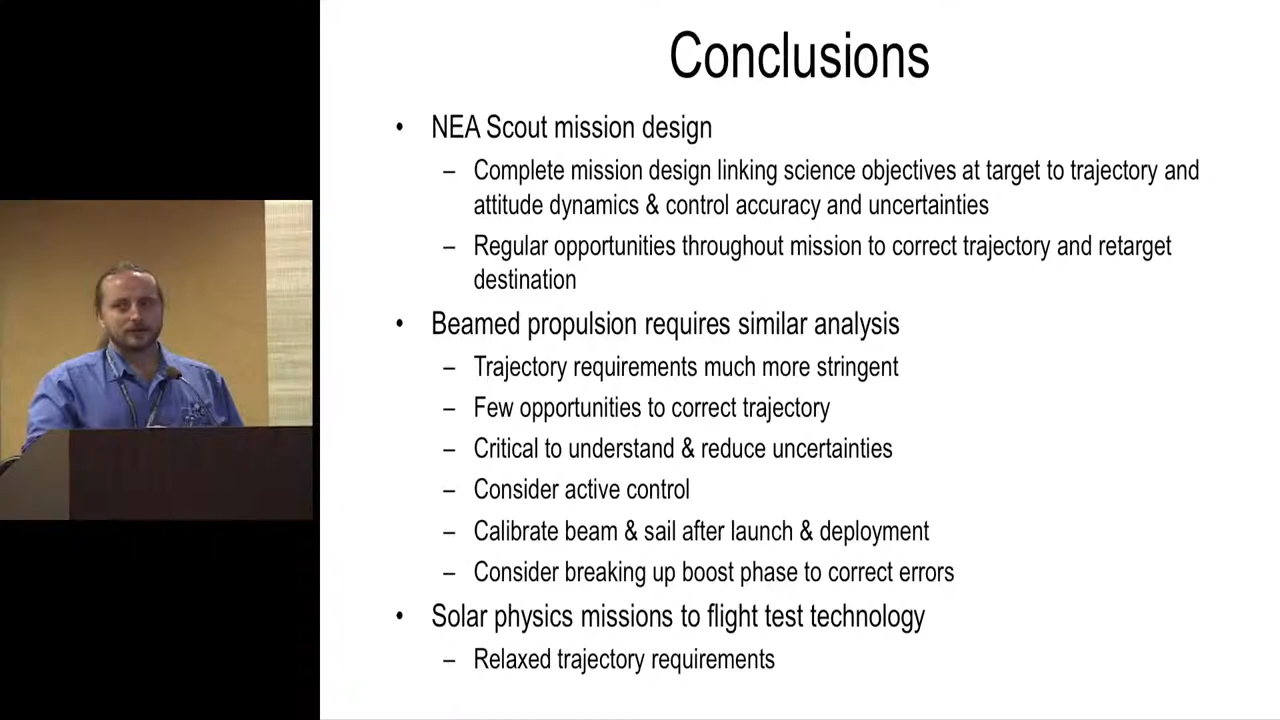 Conclusions
• NEA Scout mission design
– Complete mission design linking science objectives at target to trajectory and
attitude dynamics & control accuracy and uncertainties
– Regular opportunities throughout mission to correct trajectory and retarget
destination
• Beamed propulsion requires similar analysis
– Trajectory requirements much more stringent
– Few opportunities to correct trajectory
– Critical to understand & reduce uncertainties
– Consider active control
– Calibrate beam & sail after launch & deployment
– Consider breaking up boost phase to correct errors
• Solar physics missions to flight test technology
– Relaxed trajectory requirements